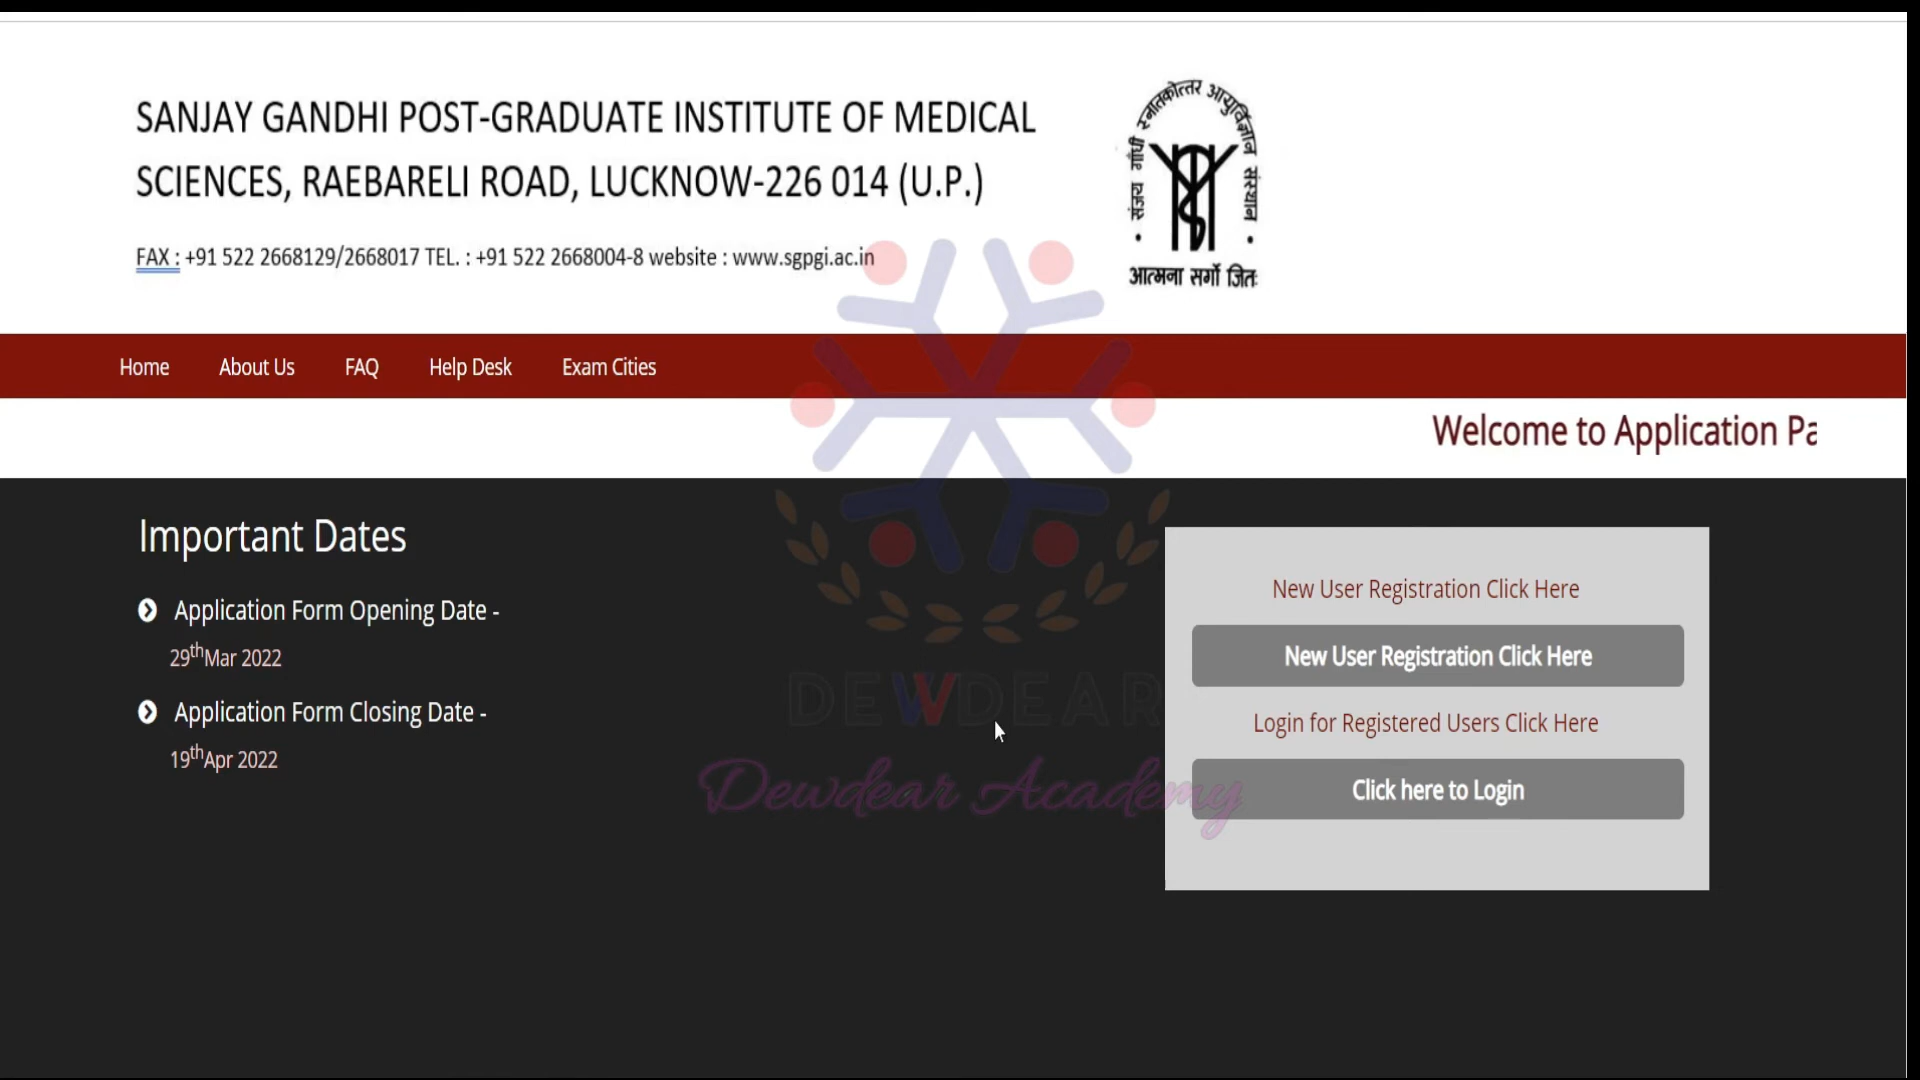 SANJAY GANDHI POST-GRADUATE INSTITUTE OF MEDICAL
SCIENCES, RAEBARELI ROAD, LUCKNOW-226 014 (U.P.)
FAX : +91 522 2668129/2668017 TEL. : +91 522 2668004-8 website : www.sgpgi.ac.in
संजय गाँधी स्नातकोत्तर आयुर्विज्ञान संस्थान
आत्मना सर्गो जितः
Home About Us FAQ Help Desk Exam Cities
Welcome to Application Pa
Important Dates
Application Form Opening Date -
29thMar 2022
Application Form Closing Date -
19thApr 2022
New User Registration Click Here
New User Registration Click Here
Login for Registered Users Click Here
Click here to Login
DEWDEAR
Dewdear Academy